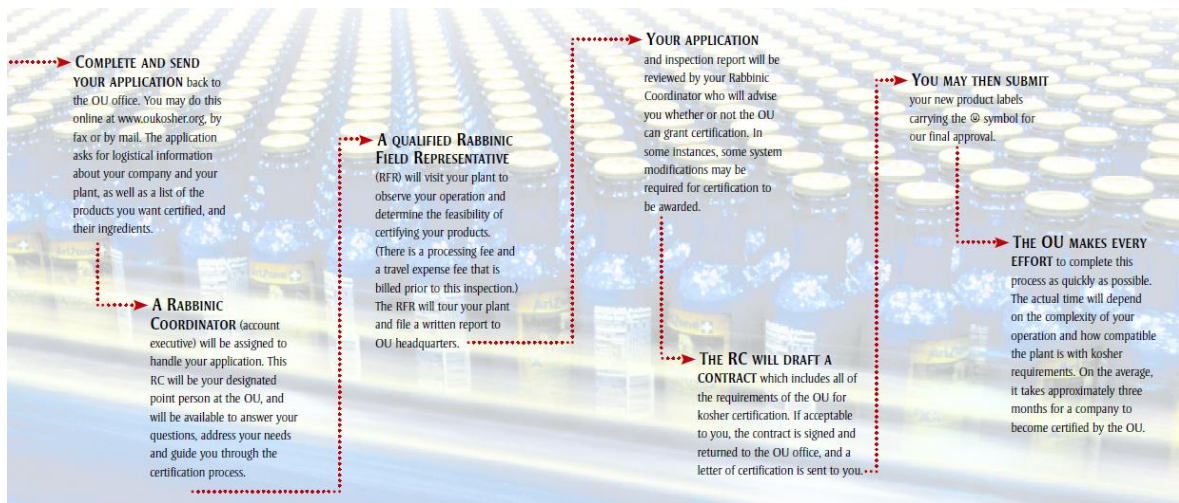 COMPLETE AND SEND
YOUR APPLICATION back to
the OU office. You may do this
online at www.oukosher.org, by
fax or by mail. The application
asks for logistical information
about your company and your
plant, as well as a list of the
products you want certified, and
their ingredients.
A RABBINIC
COORDINATOR (account
executive) will be assigned to
handle your application. This
RC will be your designated
point person at the OU, and
will be available to answer your
questions, address your needs
and guide you through the
certification process.
A QUALIFIED RABBINIC
FIELD REPRESENTATIVE
(RFR) will visit your plant to
observe your operation and
determine the feasibility of
certifying your products.
(There is a processing fee and
a travel expense fee that is
billed prior to this inspection.)
The RFR will tour your plant
and file a written report to
OU headquarters.
YOUR APPLICATION
and inspection report will be
reviewed by your Rabbinic
Coordinator who will advise
you whether or not the OU
can grant certification. In
some instances, some system
modifications may be
required for certification to
be awarded.
THE RC WILL DRAFT A
CONTRACT which includes all of
the requirements of the OU for
kosher certification. If acceptable
to you, the contract is signed and
returned to the OU office, and a
letter of certification is sent to you.
YOU MAY THEN SUBMIT
your new product labels
carrying the Ⓤ symbol for
our final approval.
THE OU MAKES EVERY
EFFORT to complete this
process as quickly as possible.
The actual time will depend
on the complexity of your
operation and how compatible
the plant is with kosher
requirements. On the average,
it takes approximately three
months for a company to
become certified by the OU.